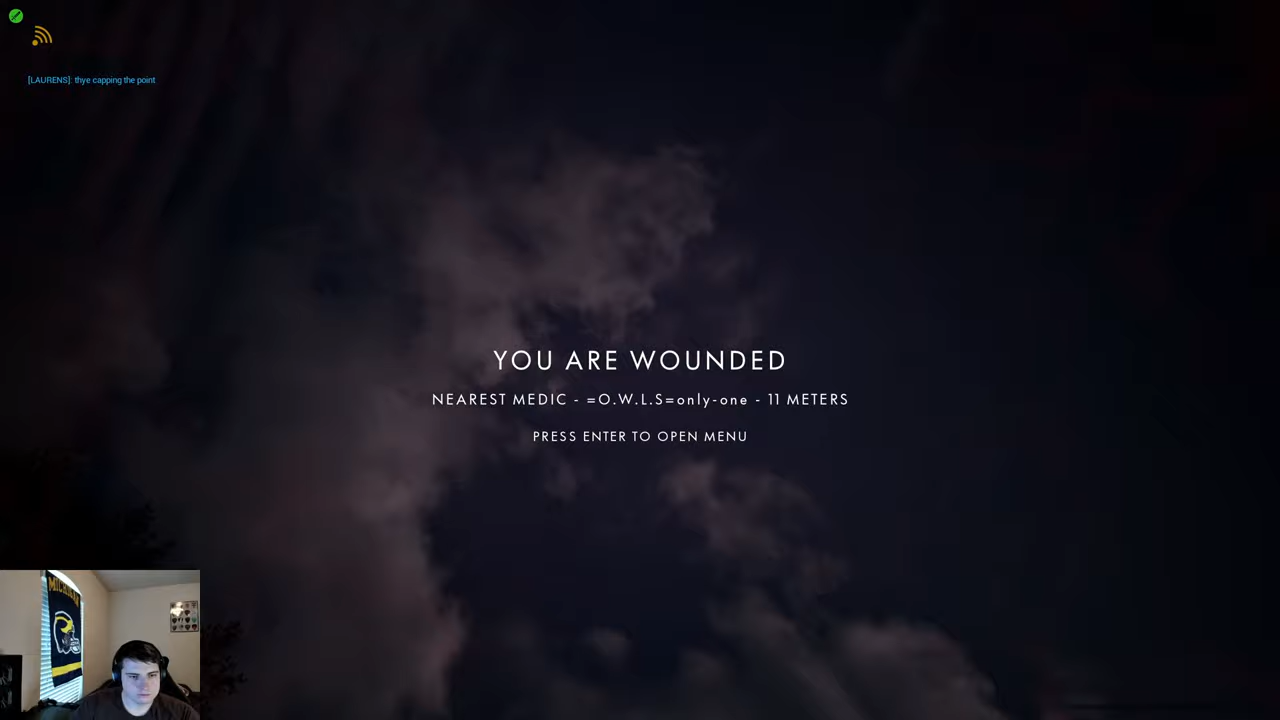 [LAURENS]: thye capping the point
YOU ARE WOUNDED
NEAREST MEDIC - =O.W.L.S=only-one - 11 METERS
PRESS ENTER TO OPEN MENU
MICHIGAN